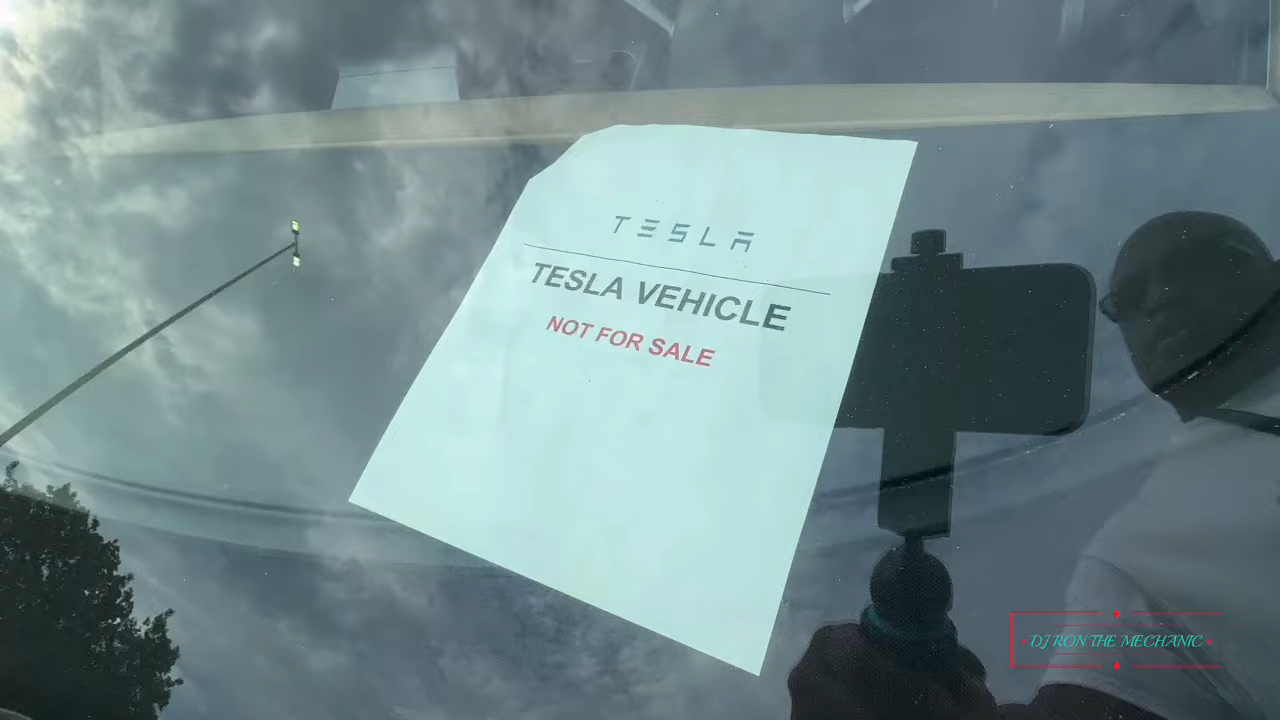 TESLA
TESLA VEHICLE
NOT FOR SALE
DJ RON THE MECHANIC